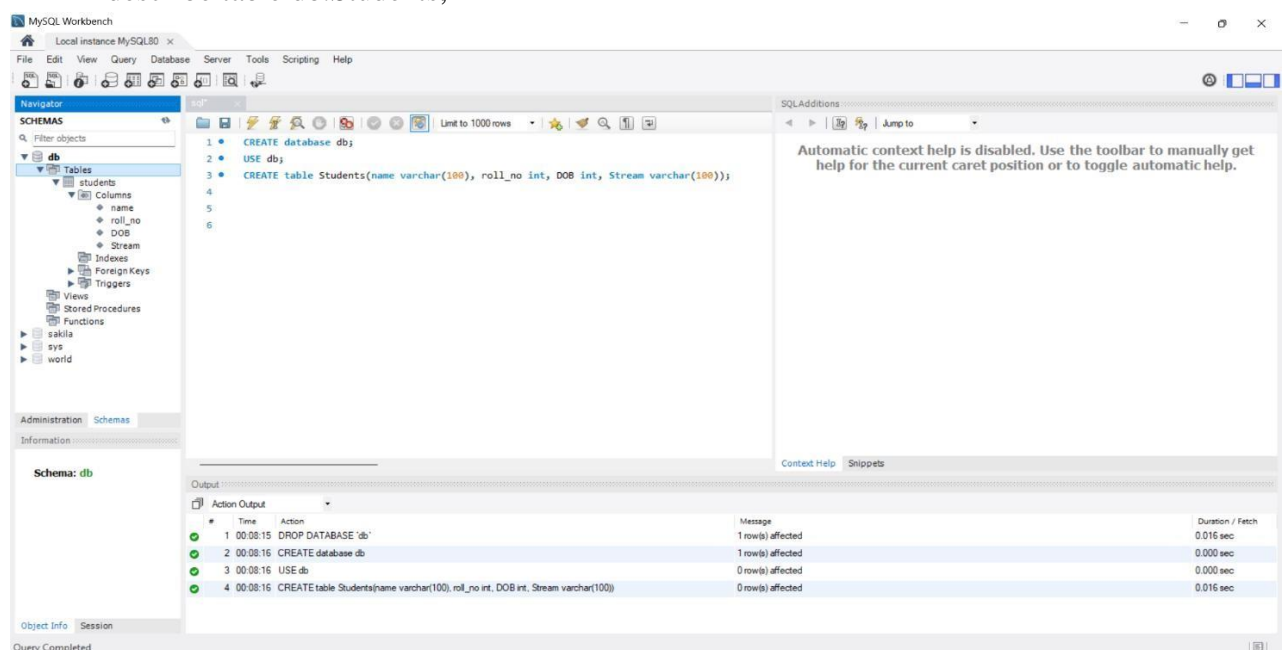 MySQL Workbench
Local instance MySQL80
File Edit View Query Database Server Tools Scripting Help
Navigator
SCHEMAS
Filter objects
db
Tables
students
Columns
name
roll_no
DOB
Stream
Indexes
Foreign Keys
Triggers
Views
Stored Procedures
Functions
sakila
sys
world
Administration Schemas
Information
Schema: db
Object Info Session
Query Completed
Limit to 1000 rows
1 CREATE database db;
2 USE db;
3 CREATE table Students(name varchar(100), roll_no int, DOB int, Stream varchar(100));
4
5
6
SQLAdditions
Jump to
Automatic context help is disabled. Use the toolbar to manually get
help for the current caret position or to toggle automatic help.
Context Help Snippets
Output
Action Output
# Time Action Message Duration / Fetch
1 00:08:15 DROP DATABASE `db` 1 row(s) affected 0.016 sec
2 00:08:16 CREATE database db 1 row(s) affected 0.000 sec
3 00:08:16 USE db 0 row(s) affected 0.000 sec
4 00:08:16 CREATE table Students(name varchar(100), roll_no int, DOB int, Stream varchar(100)) 0 row(s) affected 0.016 sec